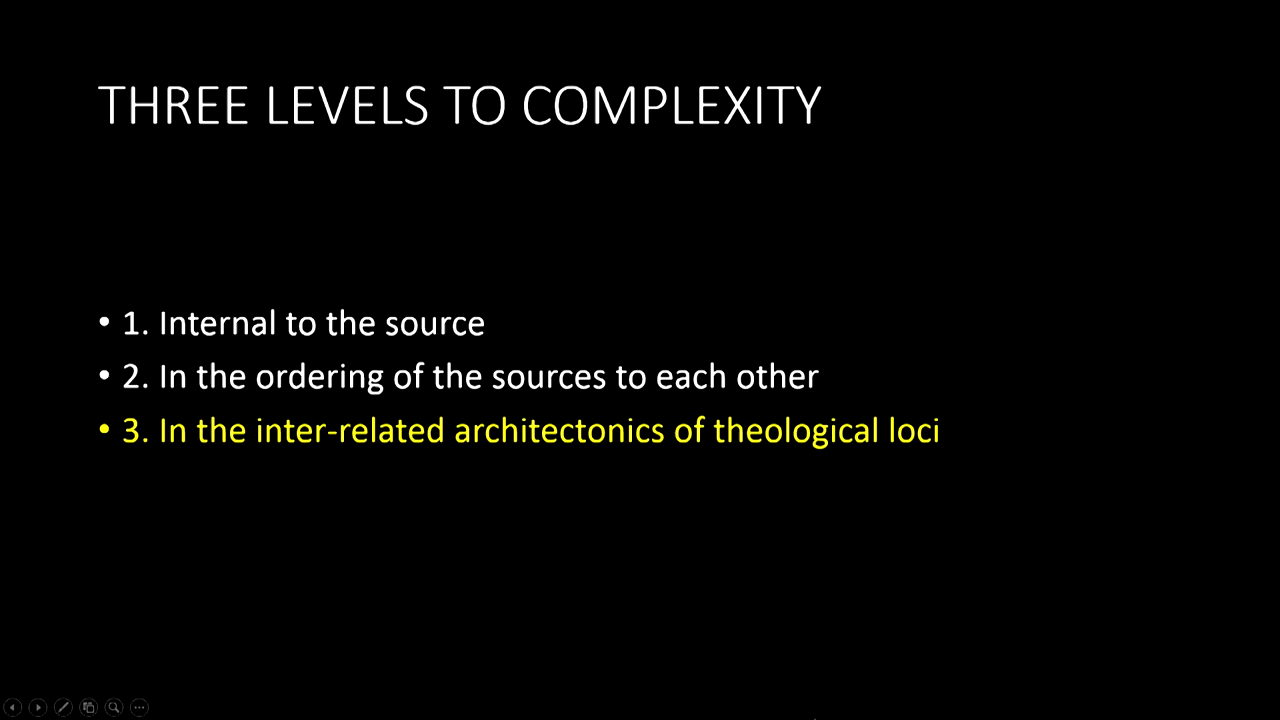 THREE LEVELS TO COMPLEXITY
• 1. Internal to the source
• 2. In the ordering of the sources to each other
• 3. In the inter-related architectonics of theological loci